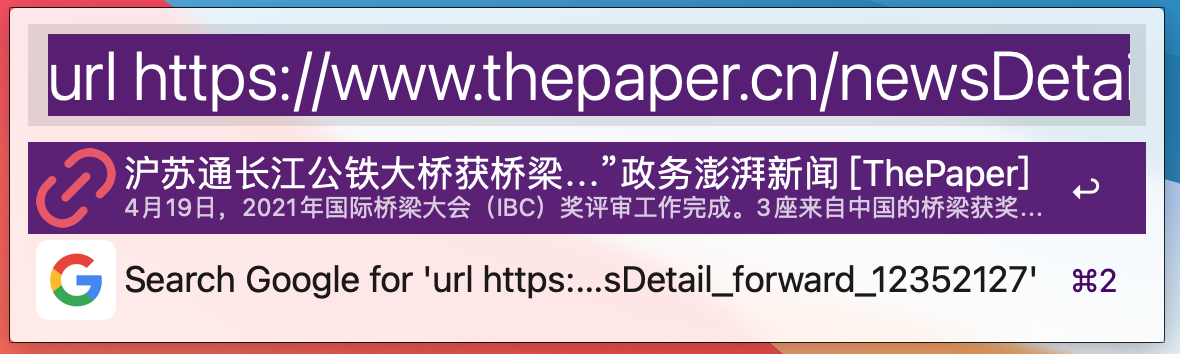 url https://www.thepaper.cn/newsDetai
沪苏通长江公铁大桥获桥梁...”政务澎湃新闻 [ThePaper]
4月19日，2021年国际桥梁大会（IBC）奖评审工作完成。3座来自中国的桥梁获奖...
Search Google for 'url https:...sDetail_forward_12352127'
⌘2